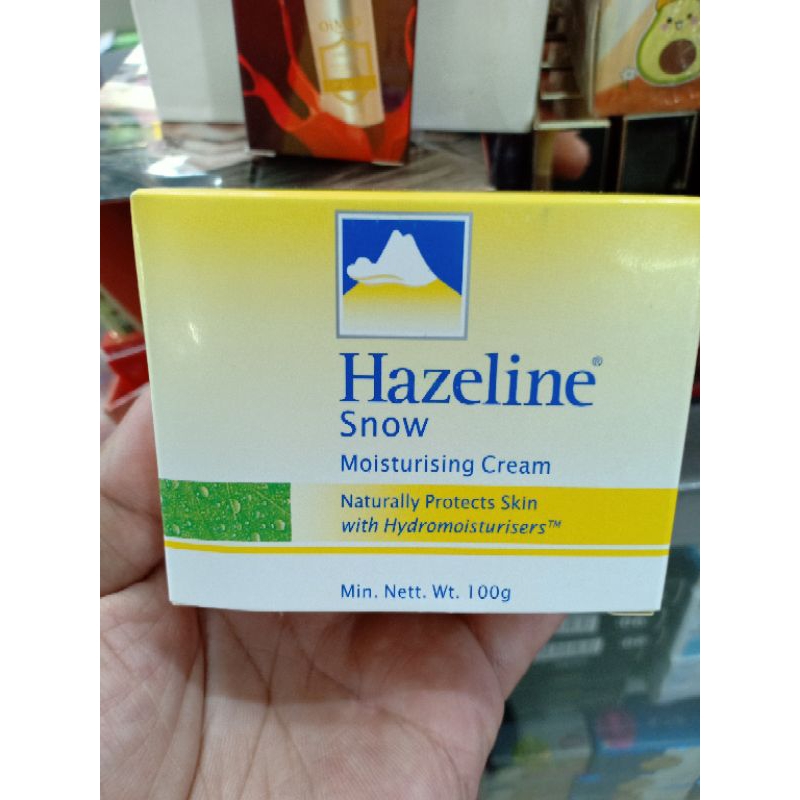 Hazeline®
Snow
Moisturising Cream
Naturally Protects Skin
with Hydromoisturisers™
Min. Nett. Wt. 100g